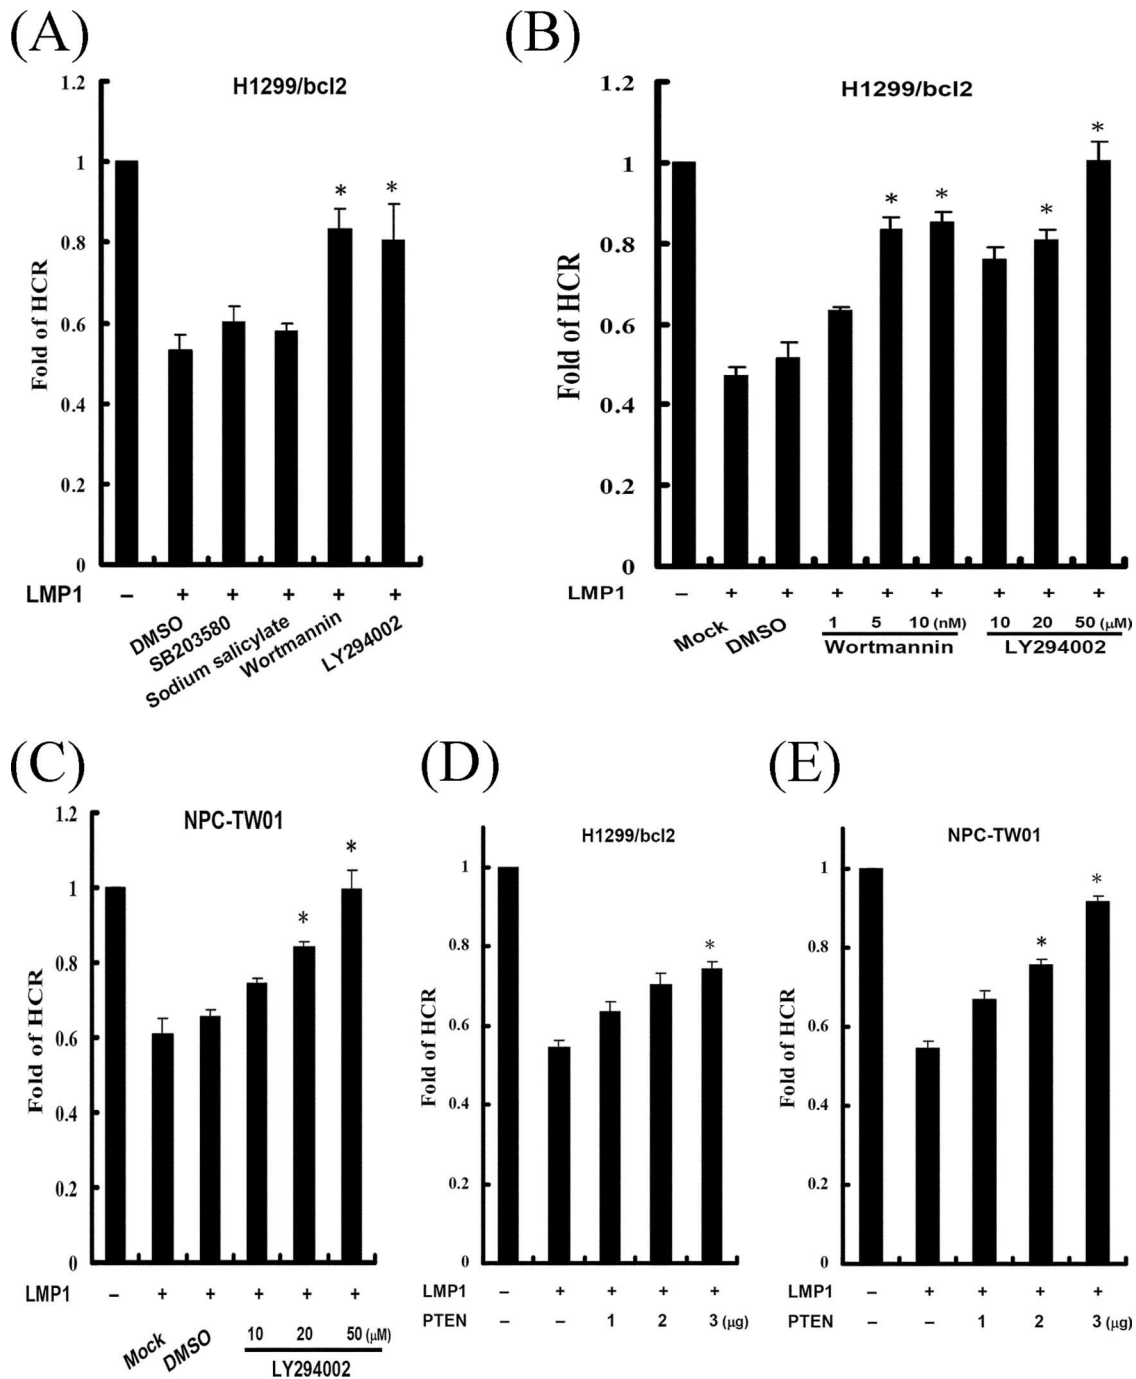 (A)
H1299/bcl2
Fold of HCR
1.2
1
0.8
0.6
0.4
0.2
0
LMP1 – + + + + +
DMSO
SB203580
Sodium salicylate
Wortmannin
LY294002
* *
(B)
H1299/bcl2
Fold of HCR
1.2
1.0
0.8
0.6
0.4
0.2
0
* * * *
LMP1 – + + + + + + + +
Mock
DMSO
1 5 10 (nM) 10 20 50 (μM)
Wortmannin LY294002
(C)
NPC-TW01
Fold of HCR
1.2
1
0.8
0.6
0.4
0.2
0
* *
LMP1 – + + + + +
Mock
DMSO
10 20 50 (μM)
LY294002
(D)
H1299/bcl2
Fold of HCR
1
0.8
0.6
0.4
0.2
0
*
LMP1 – + + + +
PTEN – – 1 2 3 (μg)
(E)
NPC-TW01
Fold of HCR
1
0.8
0.6
0.4
0.2
0
* *
LMP1 – + + + +
PTEN – – 1 2 3 (μg)